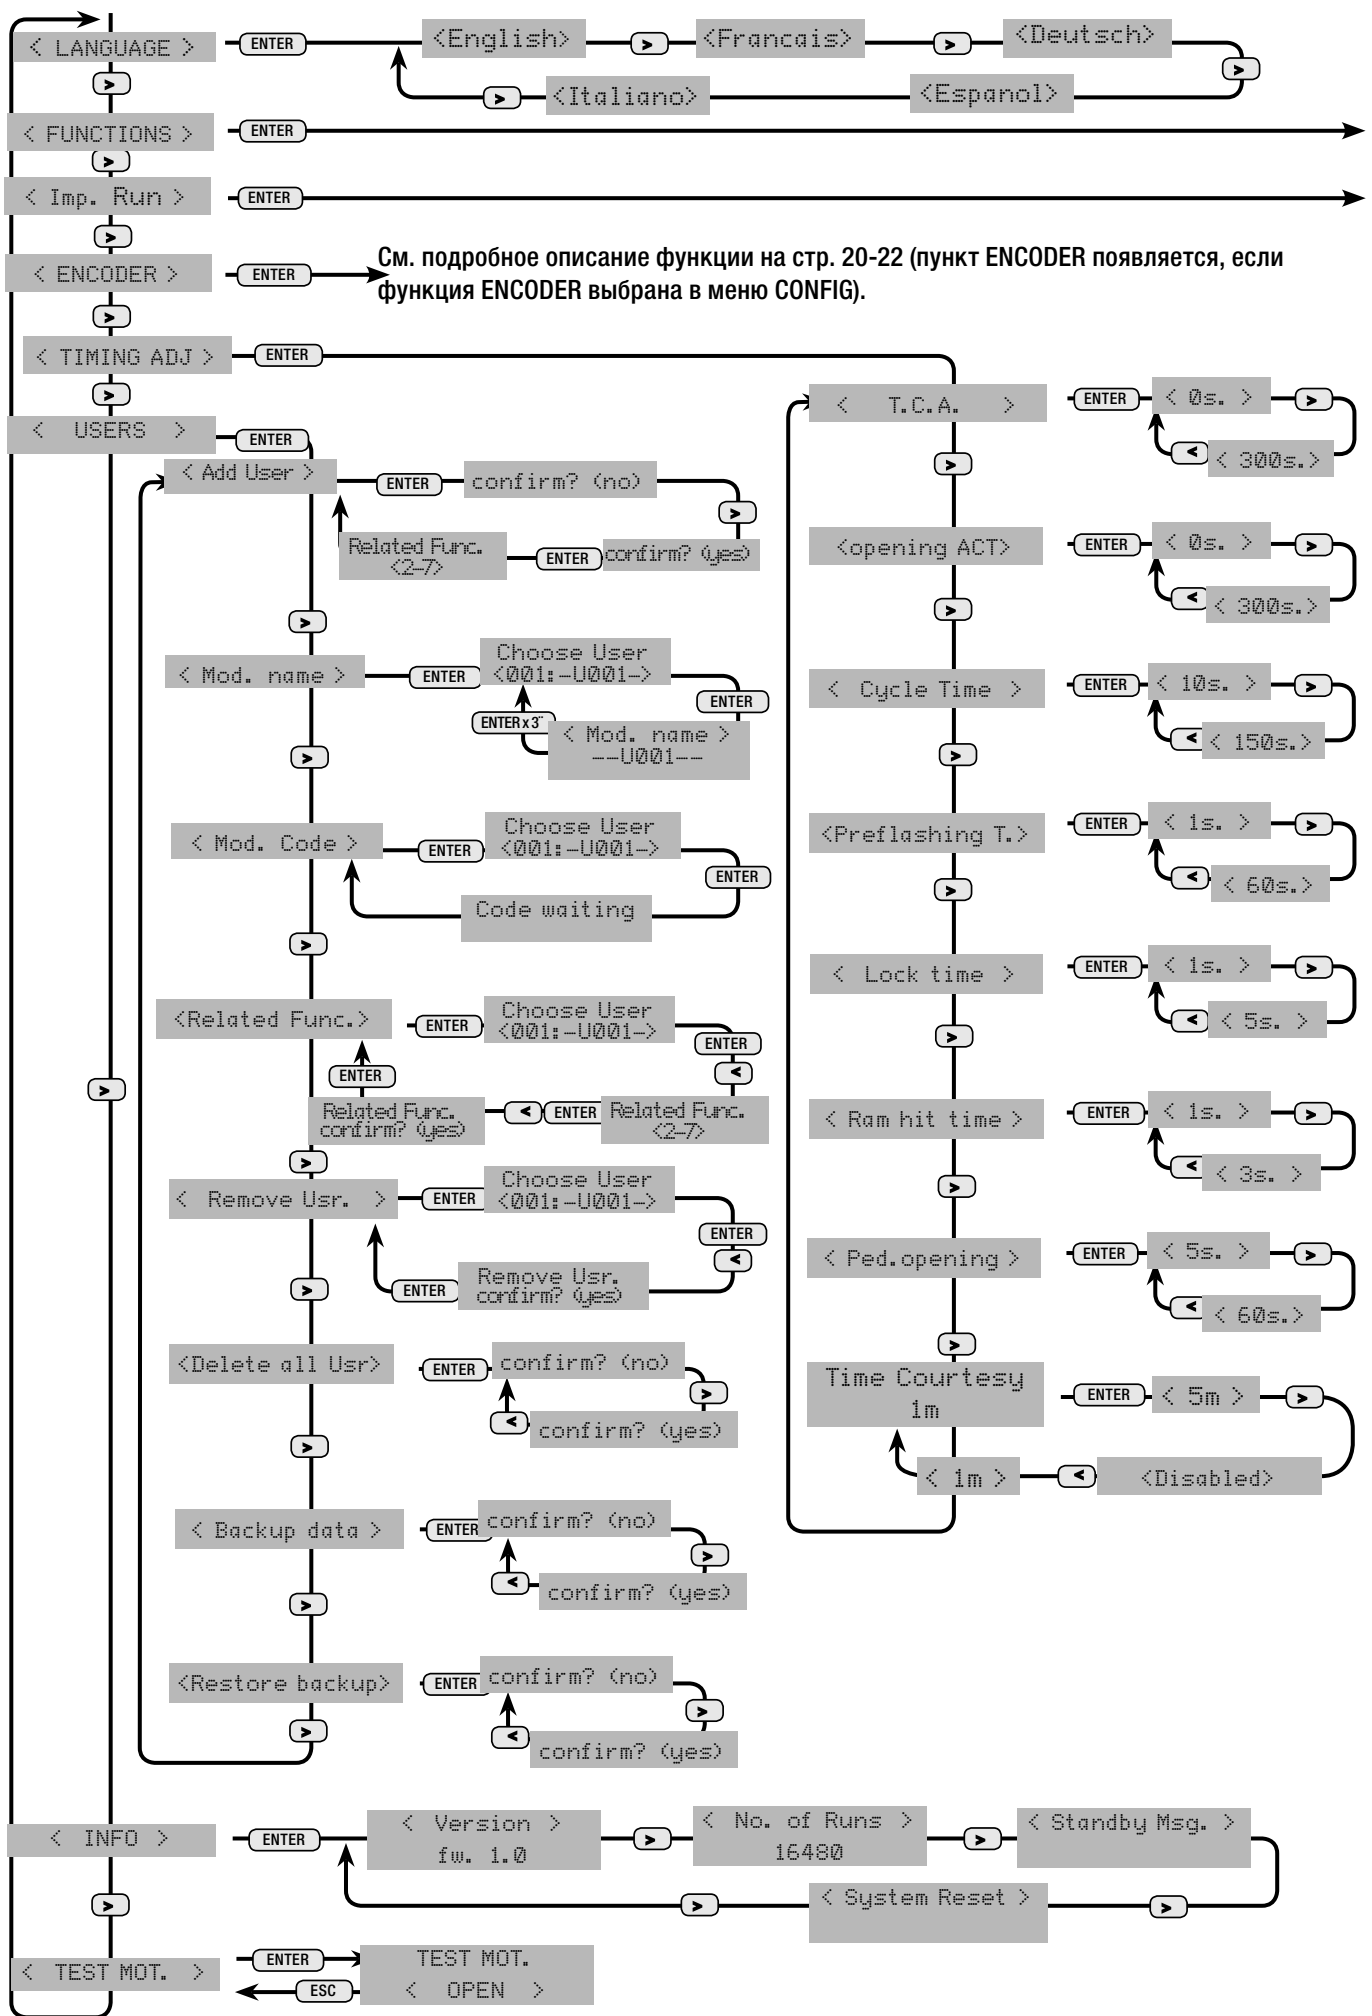 < LANGUAGE >
ENTER
<English>
>
<Francais>
>
<Deutsch>
>
<Espanol>
<Italiano>
>
>
< FUNCTIONS >
ENTER
>
< Imp. Run >
ENTER
>
< ENCODER >
ENTER
См. подробное описание функции на стр. 20-22 (пункт ENCODER появляется, если
функция ENCODER выбрана в меню CONFIG).
>
< TIMING ADJ >
ENTER
>
< USERS >
ENTER
< Add User >
ENTER
confirm? (no)
>
confirm? (yes)
ENTER
Related Func.
<2-7>
>
< Mod. name >
ENTER
Choose User
<001:-U001->
ENTER
< Mod. name >
--U001--
ENTER x 3"
>
< Mod. Code >
ENTER
Choose User
<001:-U001->
ENTER
Code waiting
>
<Related Func.>
ENTER
Choose User
<001:-U001->
ENTER
<
Related Func.
<2-7>
ENTER
<
Related Func.
confirm? (yes)
ENTER
>
>
< Remove Usr. >
ENTER
Choose User
<001:-U001->
ENTER
<
Remove Usr.
confirm? (yes)
ENTER
>
<Delete all Usr>
ENTER
confirm? (no)
>
confirm? (yes)
<
>
< Backup data >
ENTER
confirm? (no)
>
confirm? (yes)
<
>
<Restore backup>
ENTER
confirm? (no)
>
confirm? (yes)
<
>
< T.C.A. >
ENTER
< 0s. >
>
< 300s.>
<
>
<opening ACT>
ENTER
< 0s. >
>
< 300s.>
<
>
< Cycle Time >
ENTER
< 10s. >
>
< 150s.>
<
>
<Preflashing T.>
ENTER
< 1s. >
>
< 60s.>
<
>
< Lock time >
ENTER
< 1s. >
>
< 5s. >
<
>
< Ram hit time >
ENTER
< 1s. >
>
< 3s. >
<
>
< Ped.opening >
ENTER
< 5s. >
>
< 60s.>
<
>
Time Courtesy
1m
ENTER
< 5m >
>
<Disabled>
<
< 1m >
< INFO >
ENTER
< Version >
fw. 1.0
>
< No. of Runs >
16480
>
< Standby Msg. >
>
< System Reset >
>
>
< TEST MOT. >
ENTER
TEST MOT.
< OPEN >
ESC